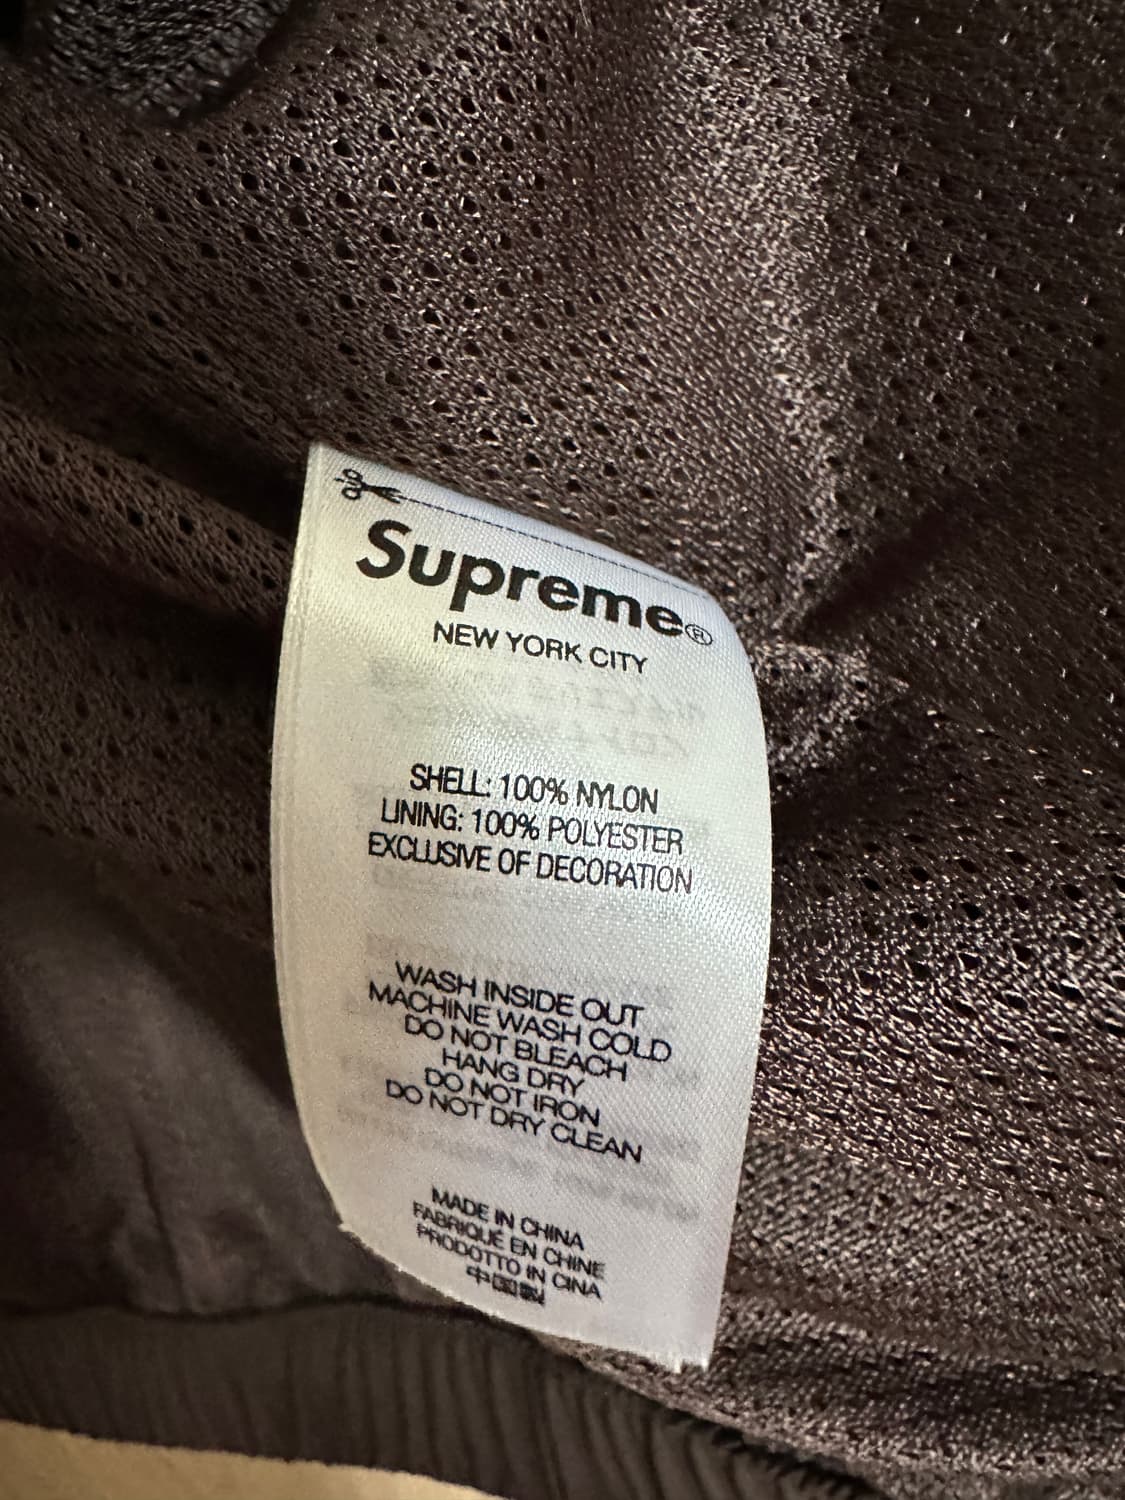 Supreme®
NEW YORK CITY
SHELL: 100% NYLON
LINING: 100% POLYESTER
EXCLUSIVE OF DECORATION
WASH INSIDE OUT
MACHINE WASH COLD
DO NOT BLEACH
HANG DRY
DO NOT IRON
DO NOT DRY CLEAN
MADE IN CHINA
FABRIQUÉ EN CHINE
PRODOTTO IN CINA
中国製